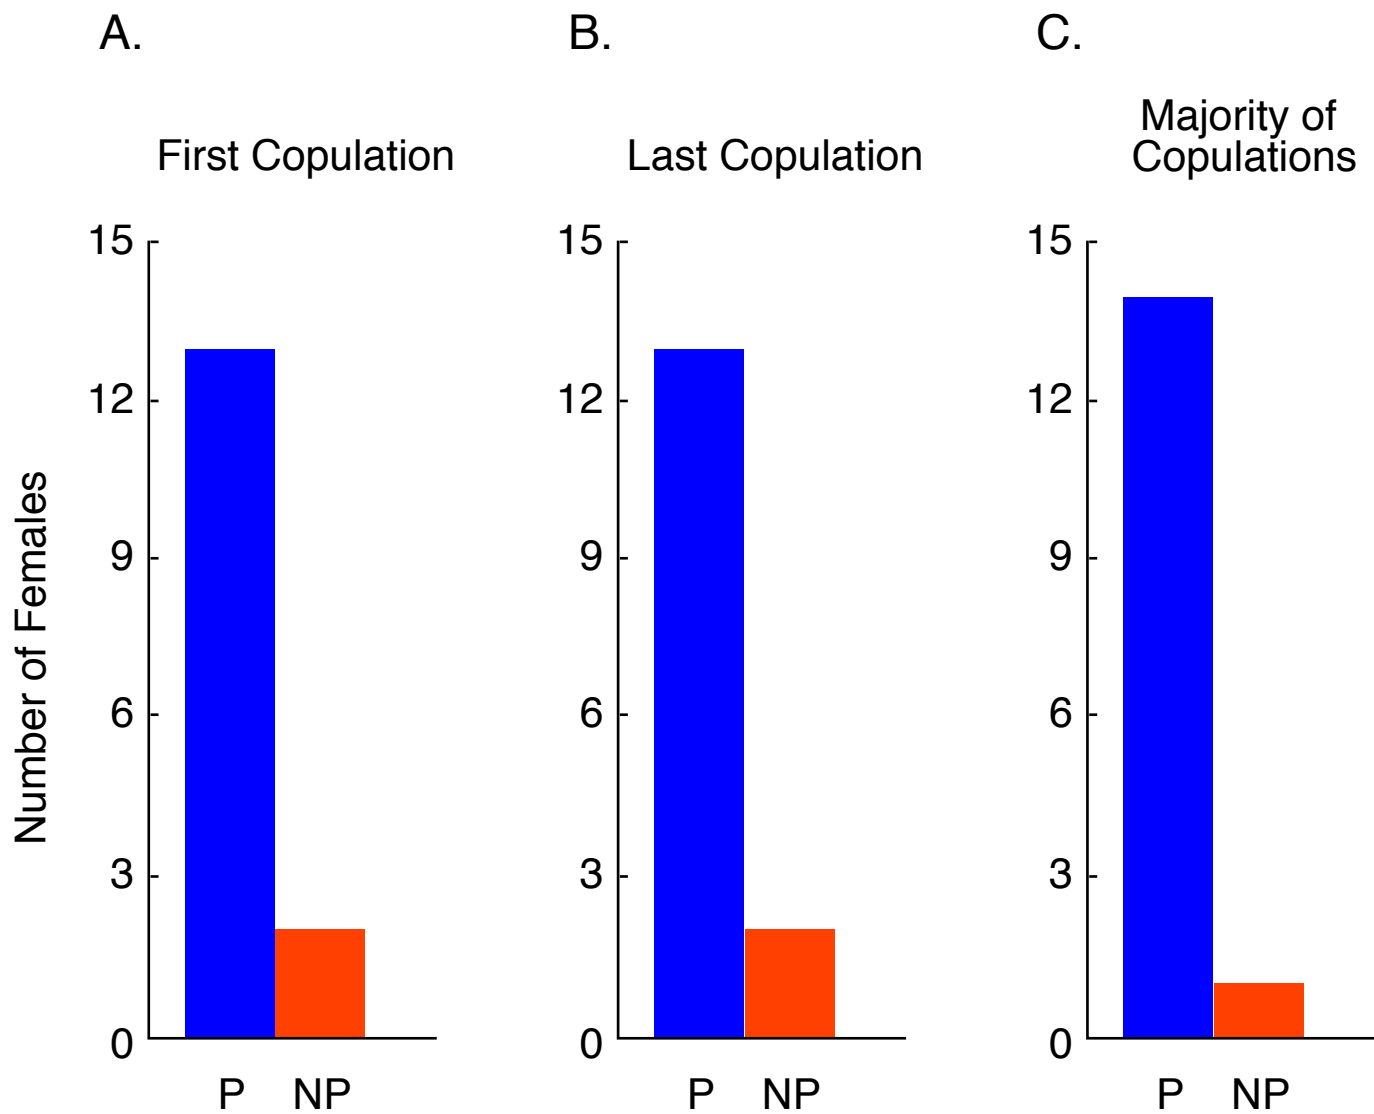 A.
B.
C.
First Copulation
Last Copulation
Majority of
Copulations
Number of Females
15
12
9
6
3
0
P NP
15
12
9
6
3
0
P NP
15
12
9
6
3
0
P NP